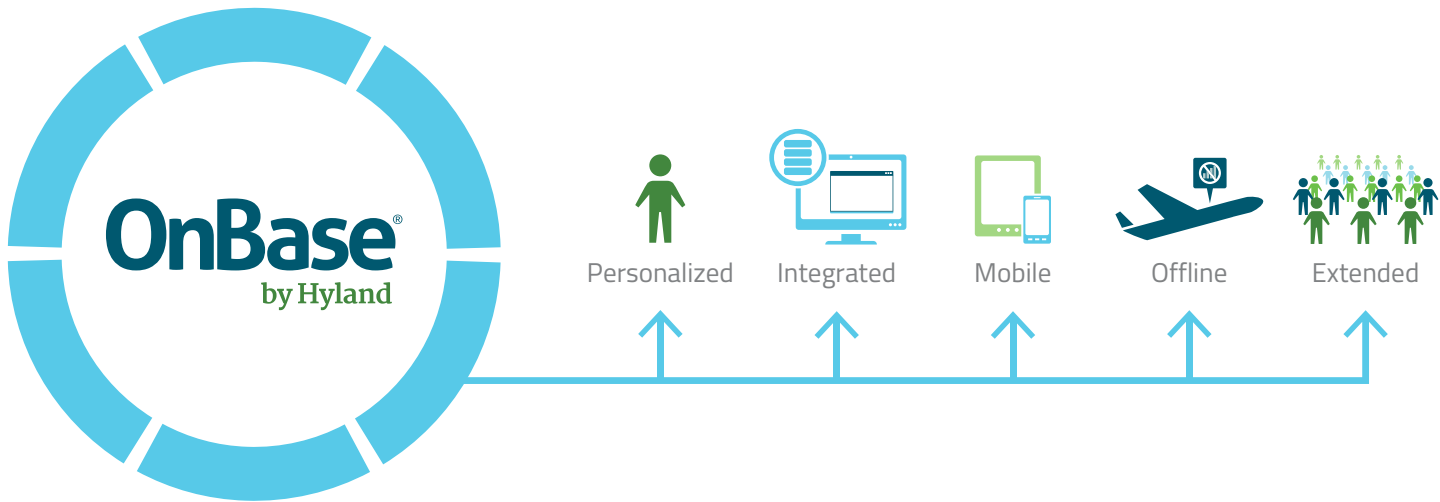 OnBase®
by Hyland
Personalized
Integrated
Mobile
Offline
Extended